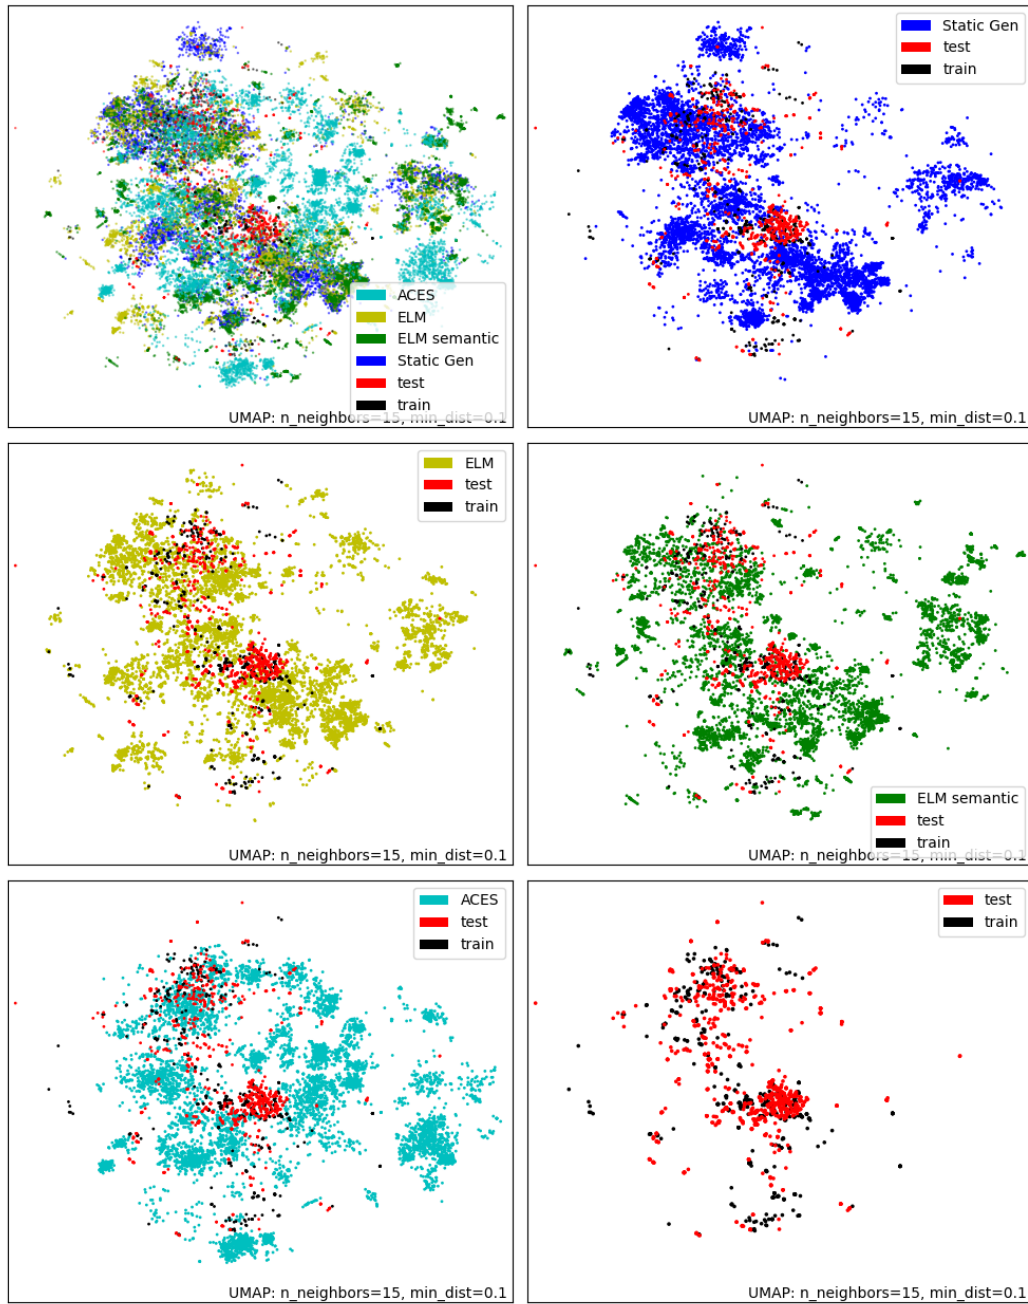 ACES
ELM
ELM semantic
Static Gen
test
train
UMAP: n_neighbors=15, min_dist=0.1
Static Gen
test
train
UMAP: n_neighbors=15, min_dist=0.1
ELM
test
train
UMAP: n_neighbors=15, min_dist=0.1
ELM semantic
test
train
UMAP: n_neighbors=15, min_dist=0.1
ACES
test
train
UMAP: n_neighbors=15, min_dist=0.1
test
train
UMAP: n_neighbors=15, min_dist=0.1